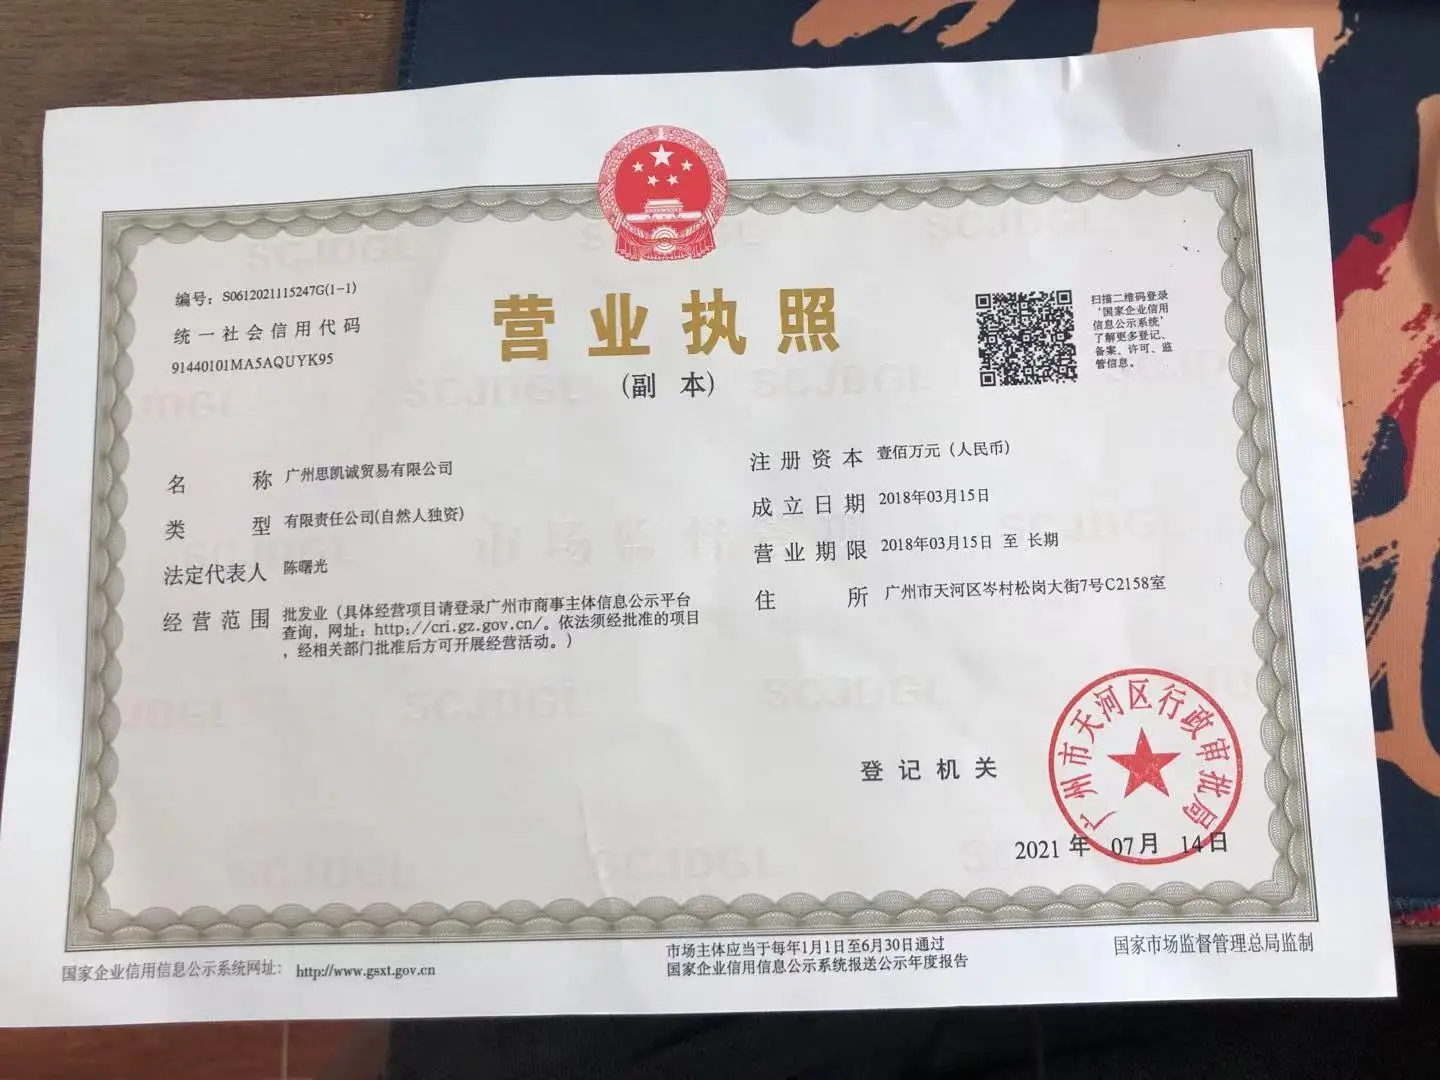 编号：S0612021115247G(1-1)
统一社会信用代码
91440101MA5AQUYK95
营业执照
(副 本)
扫描二维码登录
‘国家企业信用
信息公示系统’
了解更多登记、
备案、许可、监
管信息。
名 称 广州思凯诚贸易有限公司
类 型 有限责任公司(自然人独资)
法定代表人 陈曙光
经营范围 批发业（具体经营项目请登录广州市商事主体信息公示平台
查询，网址：http://cri.gz.gov.cn/。依法须经批准的项目
，经相关部门批准后方可开展经营活动。）
注册资本 壹佰万元（人民币）
成立日期 2018年03月15日
营业期限 2018年03月15日 至 长期
住 所 广州市天河区岑村松岗大街7号C2158室
登记机关
广州市天河区行政审批局
2021 年 07月 14日
国家企业信用信息公示系统网址： http://www.gsxt.gov.cn
市场主体应当于每年1月1日至6月30日通过
国家企业信用信息公示系统报送公示年度报告
国家市场监督管理总局监制
SCJDGL